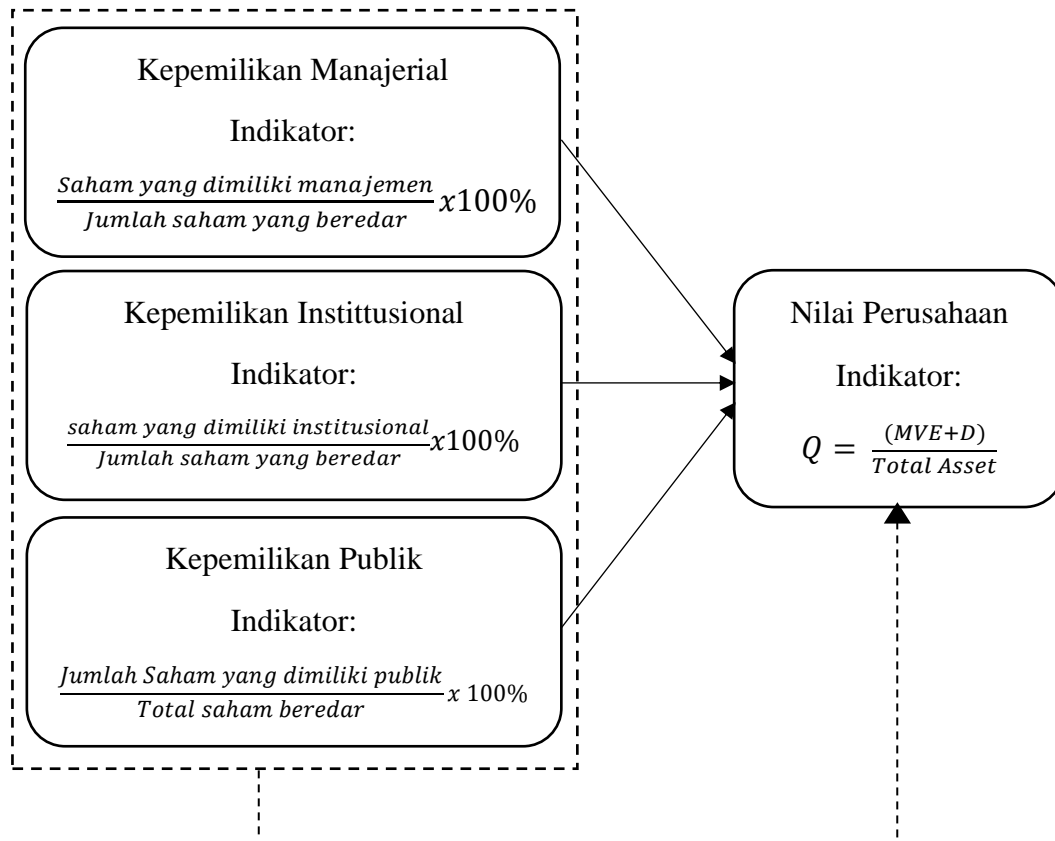 Kepemilikan Manajerial
Indikator:
Saham yang dimiliki manajemen
Jumlah saham yang beredar
x100%
Kepemilikan Instittusional
Indikator:
saham yang dimiliki institusional
Jumlah saham yang beredar
x100%
Kepemilikan Publik
Indikator:
Jumlah Saham yang dimiliki publik
Total saham beredar
x 100%
Nilai Perusahaan
Indikator:
Q = (MVE+D)
Total Asset